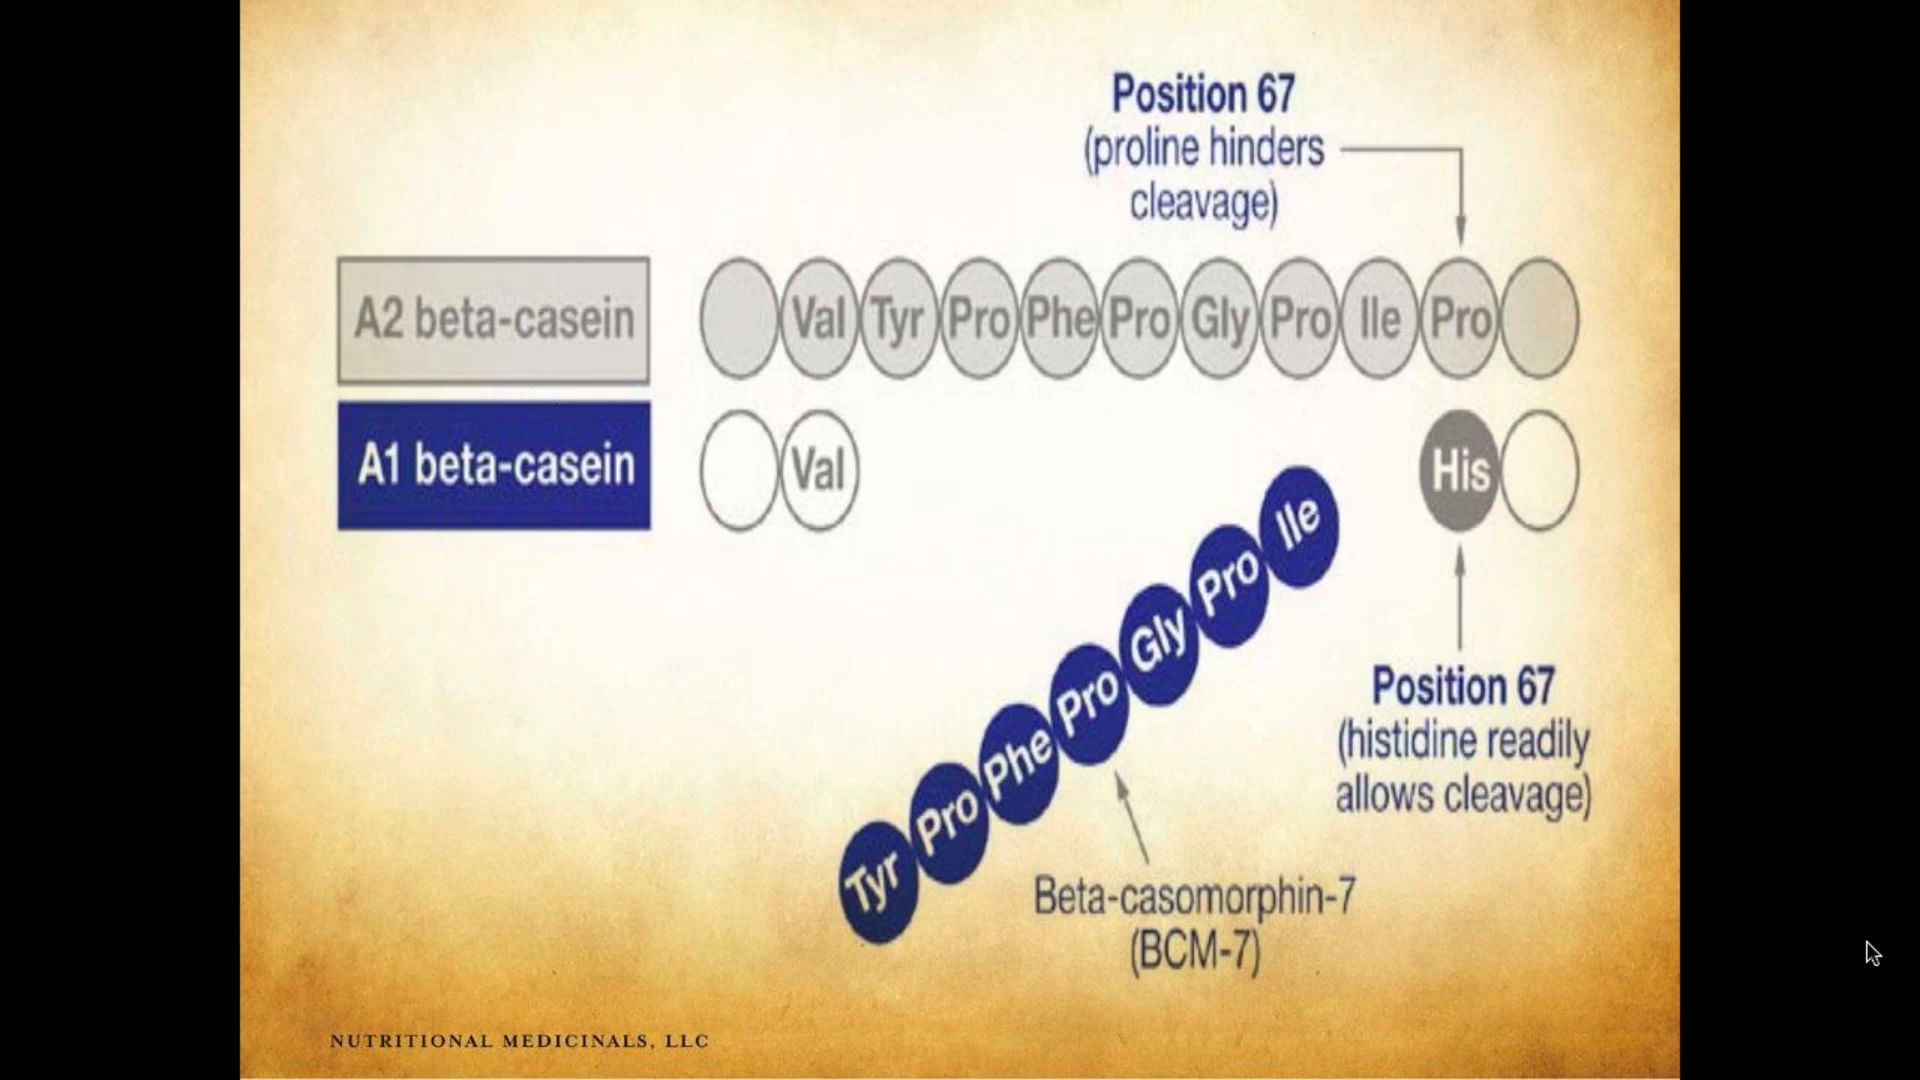 Position 67
(proline hinders
cleavage)
A2 beta-casein
Val Tyr Pro Phe Pro Gly Pro Ile Pro
A1 beta-casein
Val
His
Tyr Pro Phe Pro Gly Pro Ile
Position 67
(histidine readily
allows cleavage)
Beta-casomorphin-7
(BCM-7)
NUTRITIONAL MEDICINALS, LLC